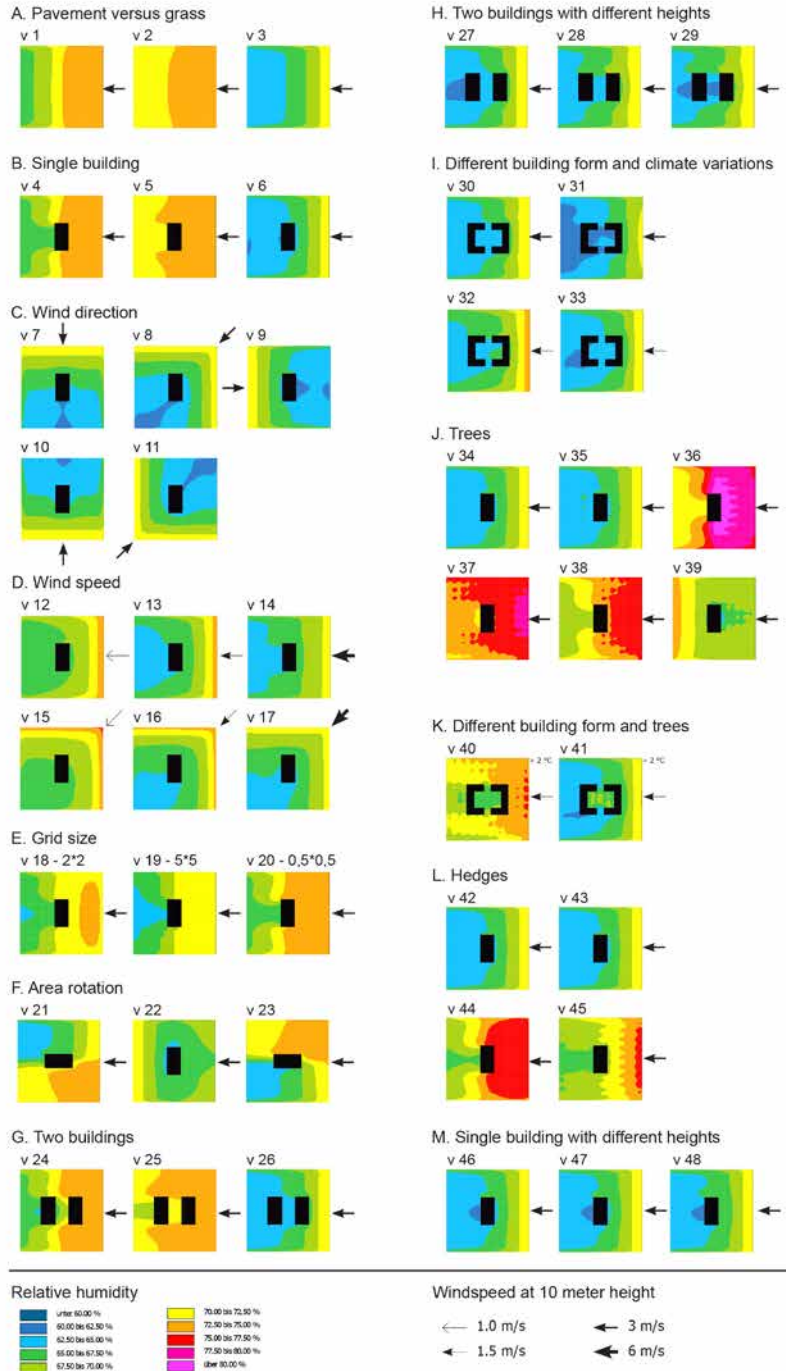 A. Pavement versus grass
v 1 v 2 v 3
B. Single building
v 4 v 5 v 6
C. Wind direction
v 7 v 8 v 9
v 10 v 11
D. Wind speed
v 12 v 13 v 14
v 15 v 16 v 17
E. Grid size
v 18 - 2*2 v 19 - 5*5 v 20 - 0,5*0,5
F. Area rotation
v 21 v 22 v 23
G. Two buildings
v 24 v 25 v 26
H. Two buildings with different heights
v 27 v 28 v 29
I. Different building form and climate variations
v 30 v 31
v 32 v 33
J. Trees
v 34 v 35 v 36
v 37 v 38 v 39
K. Different building form and trees
v 40 + 2 °C v 41 + 2 °C
L. Hedges
v 42 v 43
v 44 v 45
M. Single building with different heights
v 46 v 47 v 48
Relative humidity
unter 60.00 %
60.00 bis 62.50 %
62.50 bis 65.00 %
65.00 bis 67.50 %
67.50 bis 70.00 %
70.00 bis 72.50 %
72.50 bis 75.00 %
75.00 bis 77.50 %
77.50 bis 80.00 %
über 80.00 %
Windspeed at 10 meter height
1.0 m/s 3 m/s
1.5 m/s 6 m/s